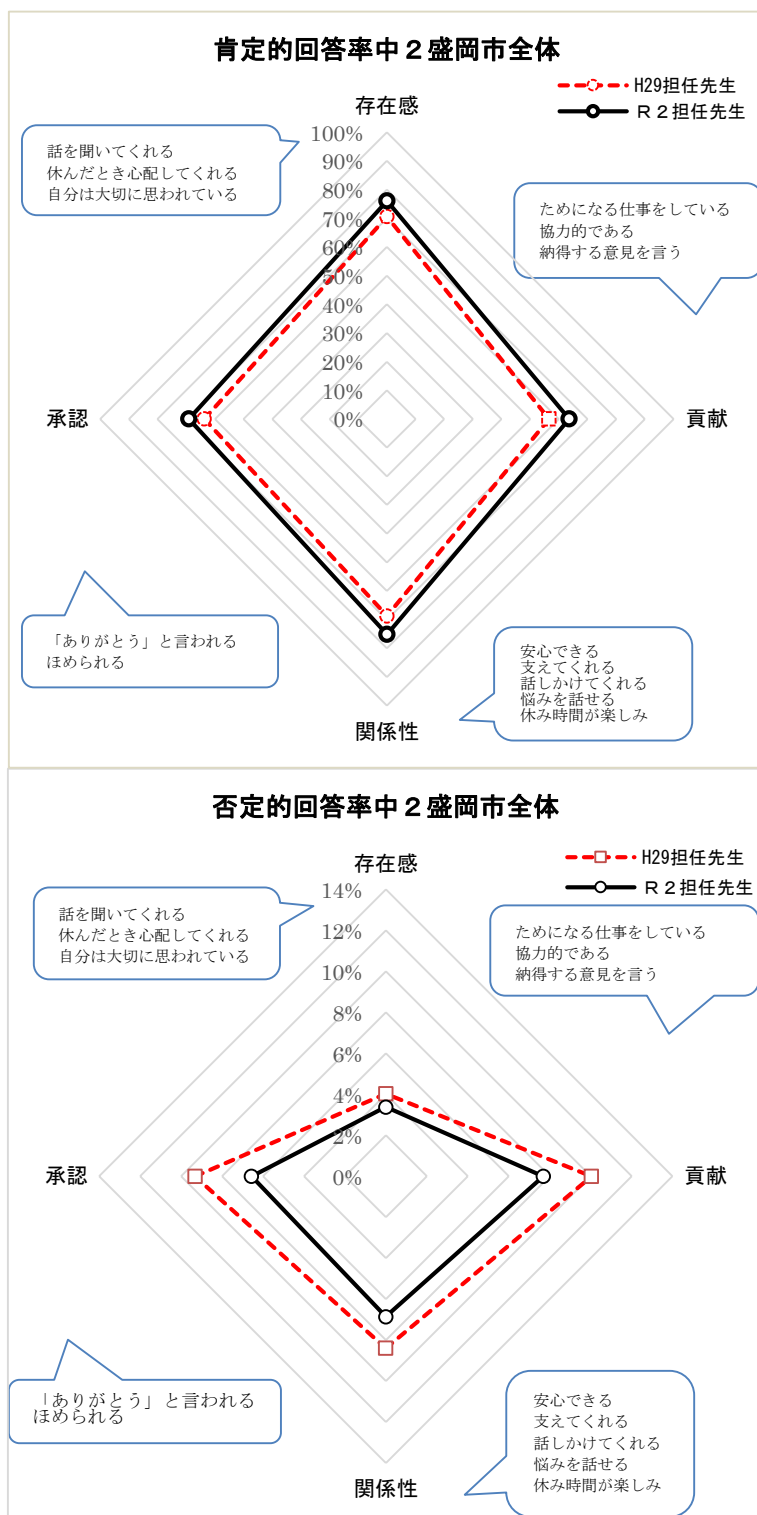 肯定的回答率中２盛岡市全体
H29担任先生
Ｒ２担任先生
存在感
話を聞いてくれる
休んだとき心配してくれる
自分は大切に思われている
ためになる仕事をしている
協力的である
納得する意見を言う
100%
90%
80%
70%
60%
50%
40%
30%
20%
10%
0%
承認
貢献
「ありがとう」と言われる
ほめられる
安心できる
支えてくれる
話しかけてくれる
悩みを話せる
休み時間が楽しみ
関係性
否定的回答率中２盛岡市全体
H29担任先生
Ｒ２担任先生
存在感
話を聞いてくれる
休んだとき心配してくれる
自分は大切に思われている
ためになる仕事をしている
協力的である
納得する意見を言う
14%
12%
10%
8%
6%
4%
2%
0%
承認
貢献
「ありがとう」と言われる
ほめられる
安心できる
支えてくれる
話しかけてくれる
悩みを話せる
休み時間が楽しみ
関係性